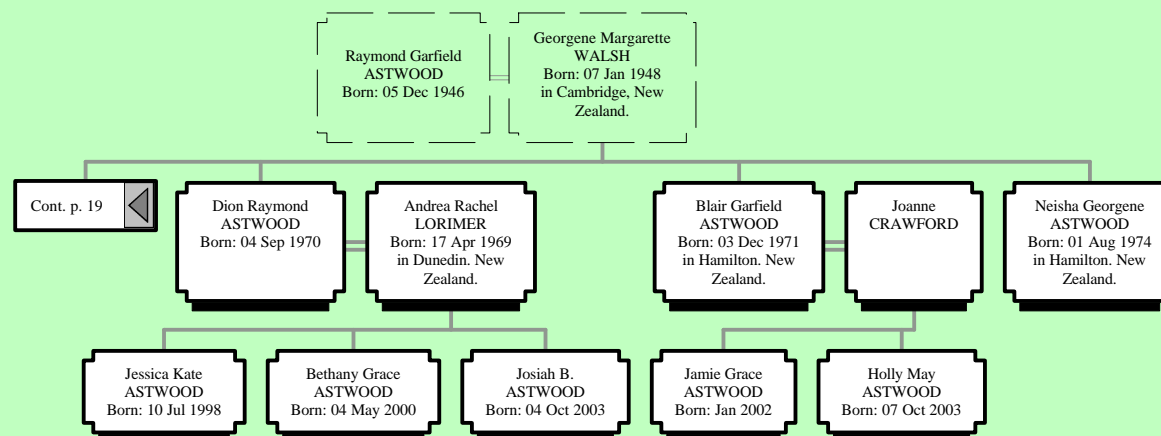 Raymond Garfield
ASTWOOD
Born: 05 Dec 1946
Georgene Margarette
WALSH
Born: 07 Jan 1948
in Cambridge, New
Zealand.
Cont. p. 19
Dion Raymond
ASTWOOD
Born: 04 Sep 1970
Andrea Rachel
LORIMER
Born: 17 Apr 1969
in Dunedin. New
Zealand.
Blair Garfield
ASTWOOD
Born: 03 Dec 1971
in Hamilton. New
Zealand.
Joanne
CRAWFORD
Neisha Georgene
ASTWOOD
Born: 01 Aug 1974
in Hamilton. New
Zealand.
Jessica Kate
ASTWOOD
Born: 10 Jul 1998
Bethany Grace
ASTWOOD
Born: 04 May 2000
Josiah B.
ASTWOOD
Born: 04 Oct 2003
Jamie Grace
ASTWOOD
Born: Jan 2002
Holly May
ASTWOOD
Born: 07 Oct 2003